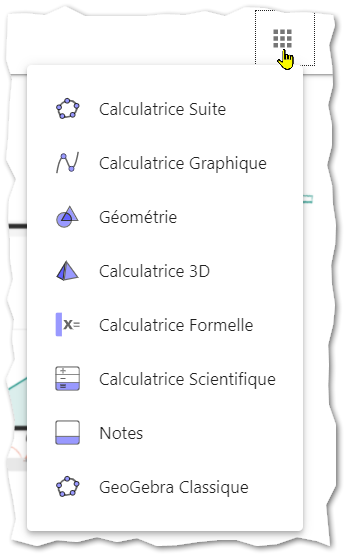 Calculatrice Suite
Calculatrice Graphique
Géométrie
Calculatrice 3D
x= Calculatrice Formelle
Calculatrice Scientifique
Notes
GeoGebra Classique